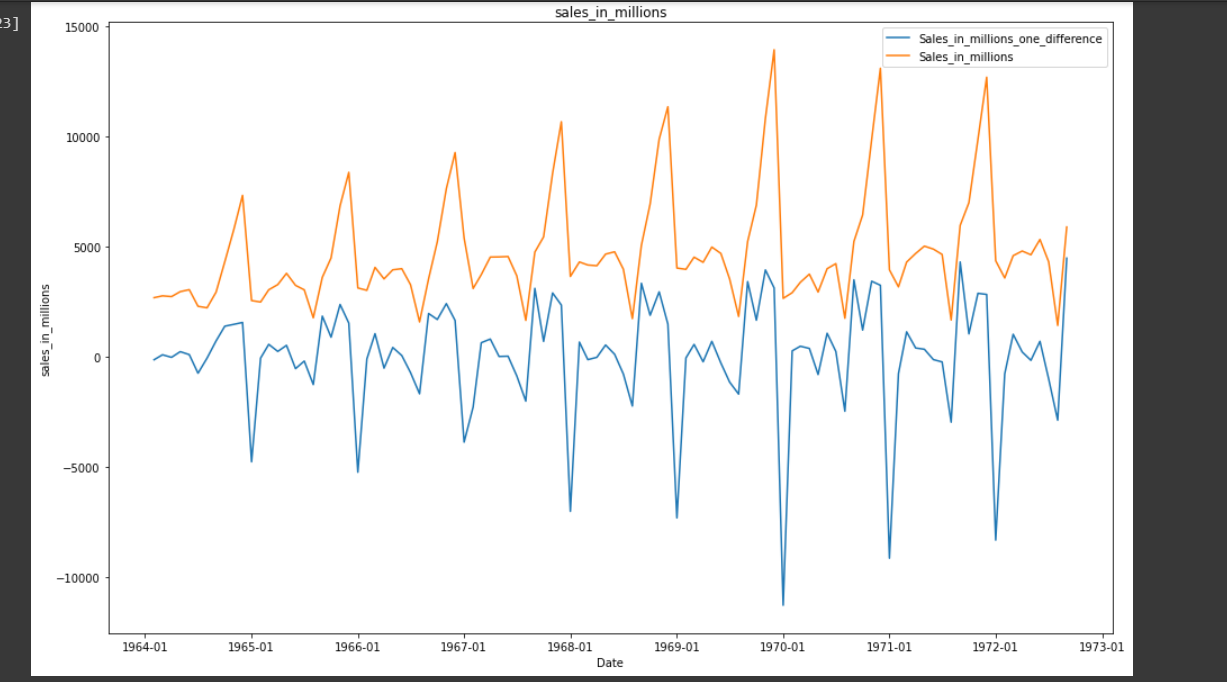 23]
sales_in_millions
Sales_in_millions_one_difference
Sales_in_millions
15000
10000
5000
0
−5000
−10000
sales_in_millions
1964-01 1965-01 1966-01 1967-01 1968-01 1969-01 1970-01 1971-01 1972-01 1973-01
Date